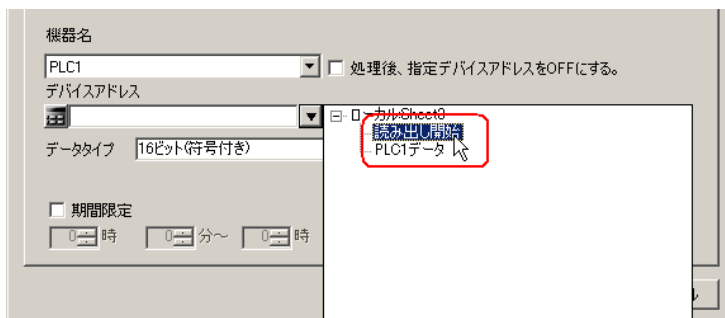 機器名
PLC1
処理後、指定デバイスアドレスをOFFにする。
デバイスアドレス
ローカルSheet3
読み出し開始
データタイプ 16ビット(符号付き)
PLC1データ
期間限定
0 時 0 分～ 0 時
ル